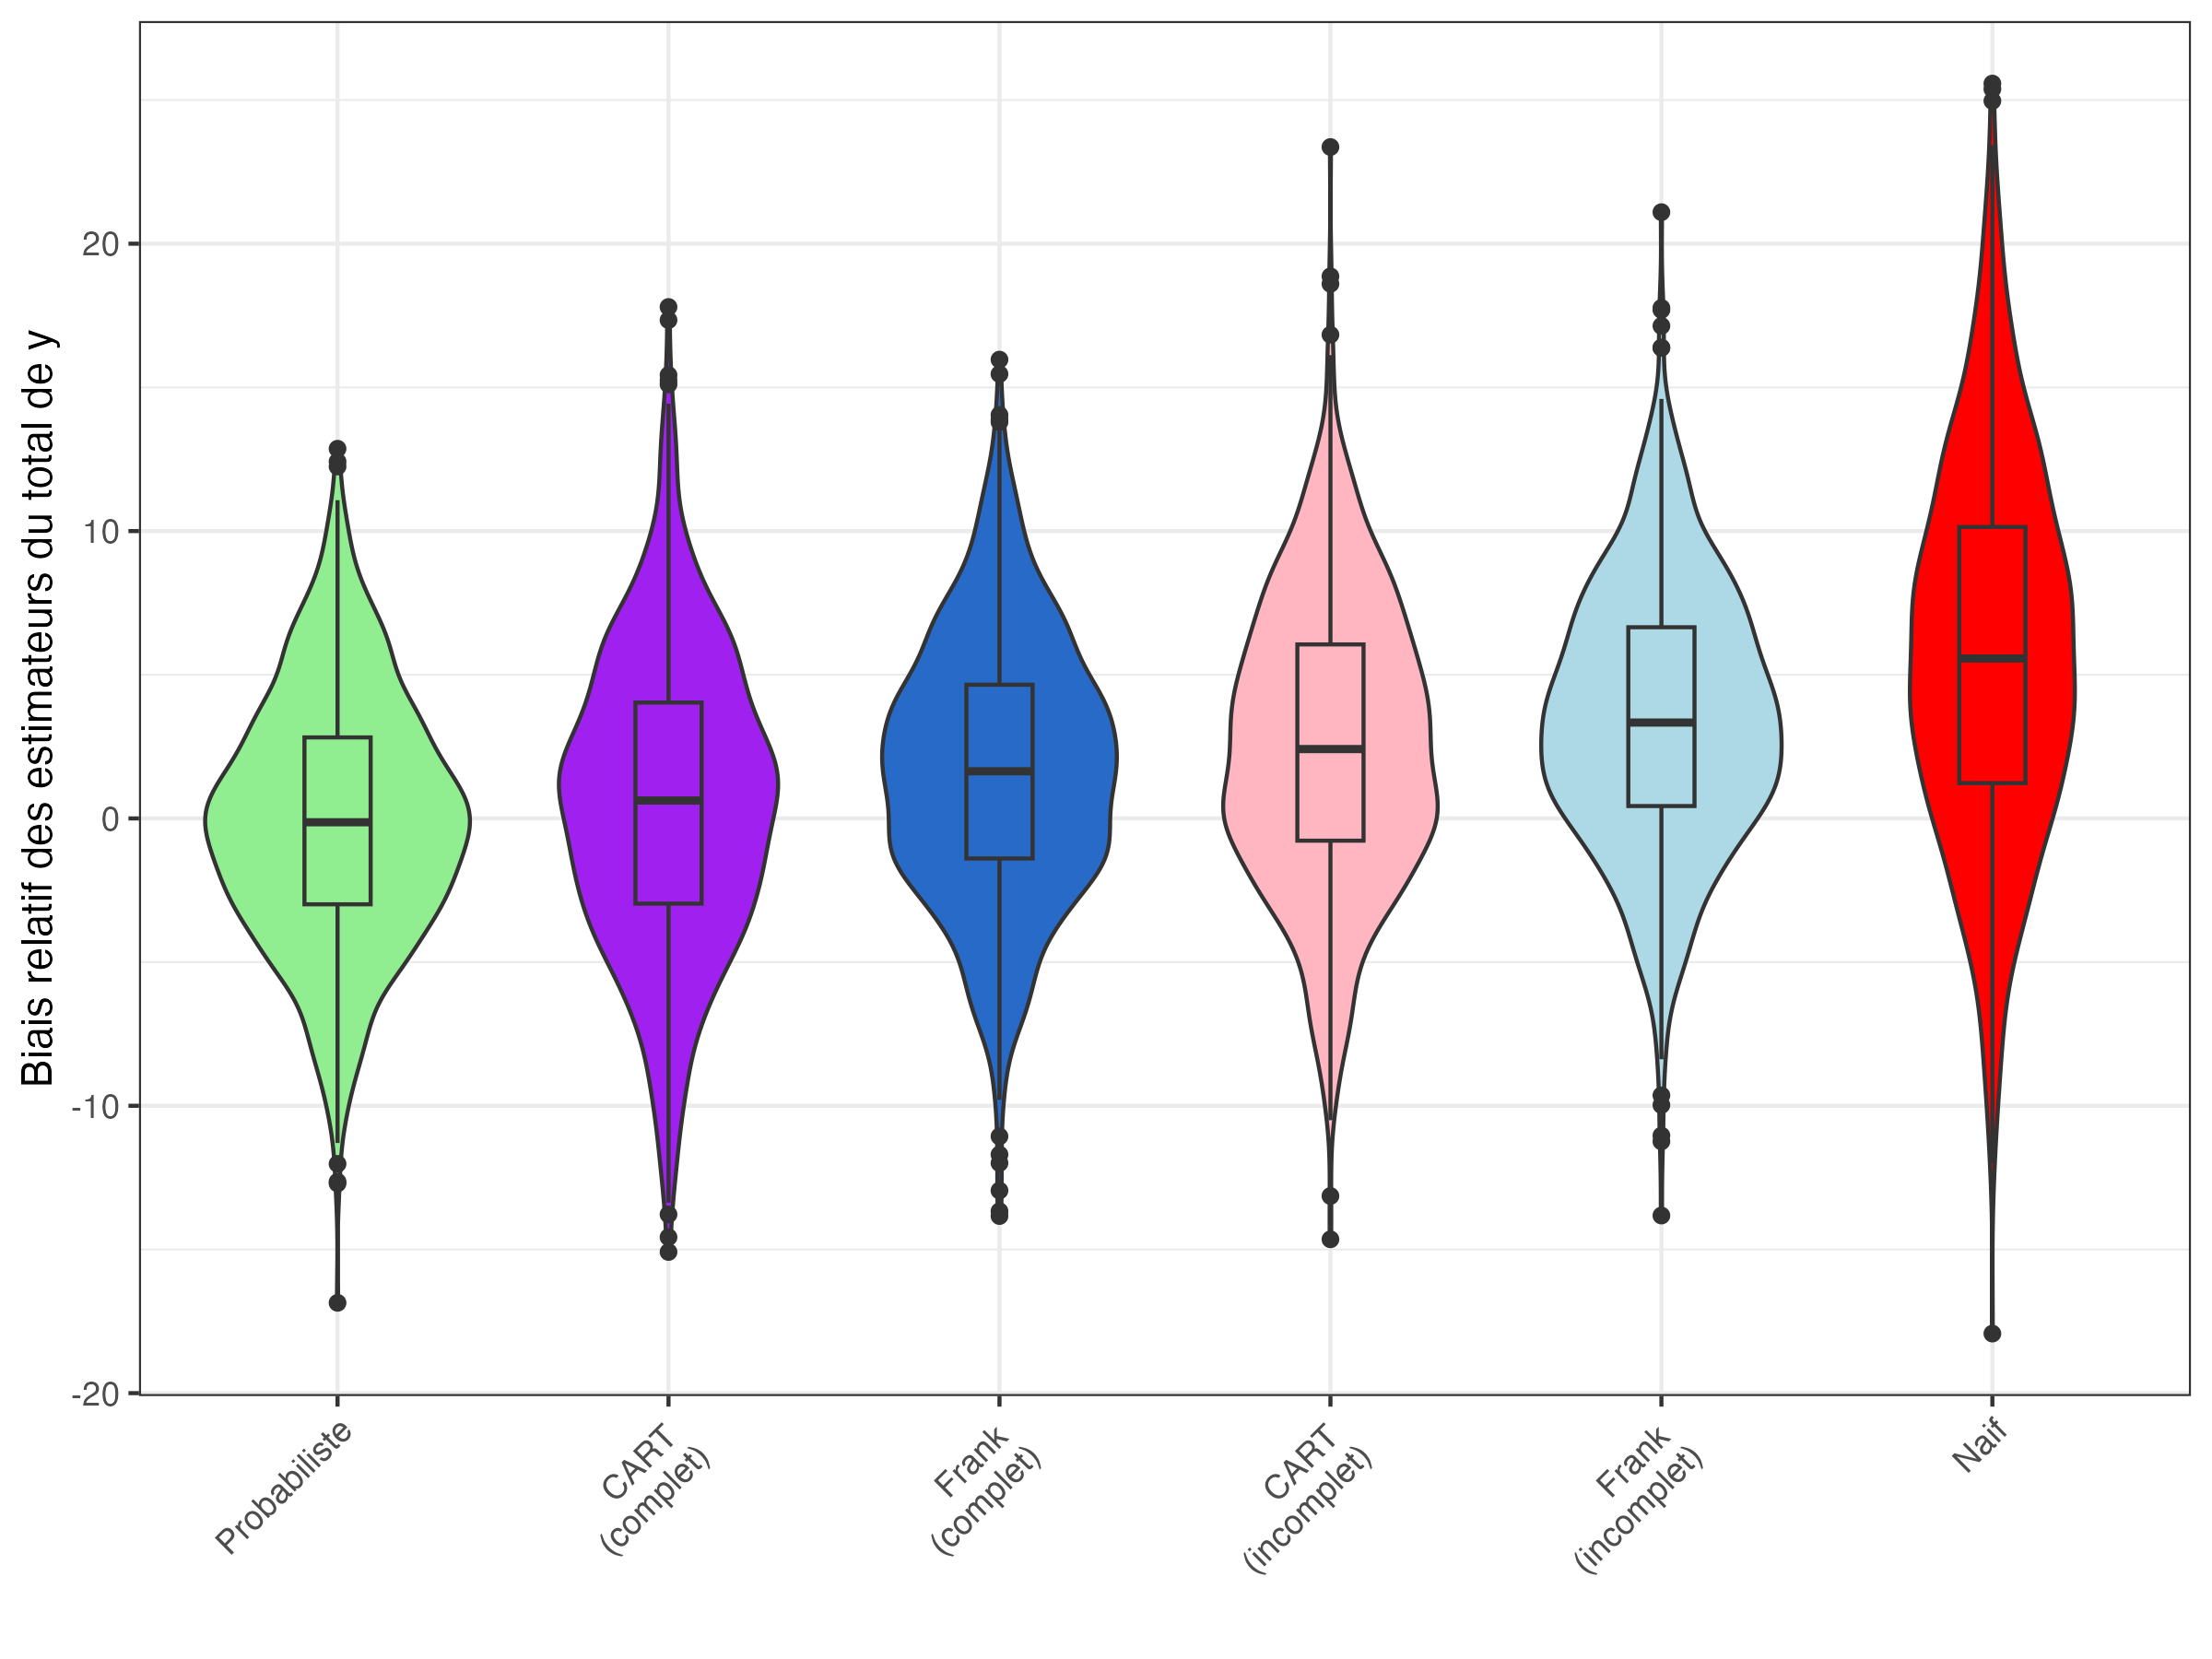 Biais relatif des estimateurs du total de y
20
10
0
-10
-20
Probabiliste
CART
(complet)
Frank
(complet)
CART
(incomplet)
Frank
(incomplet)
Naif